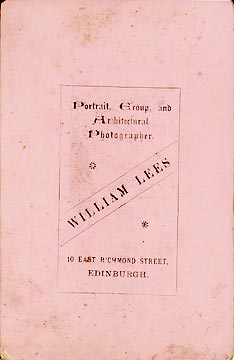 Portrait, Group, and
Architectural
Photographer.
WILLIAM LEES
10 EAST RICHMOND STREET,
EDINBURGH.